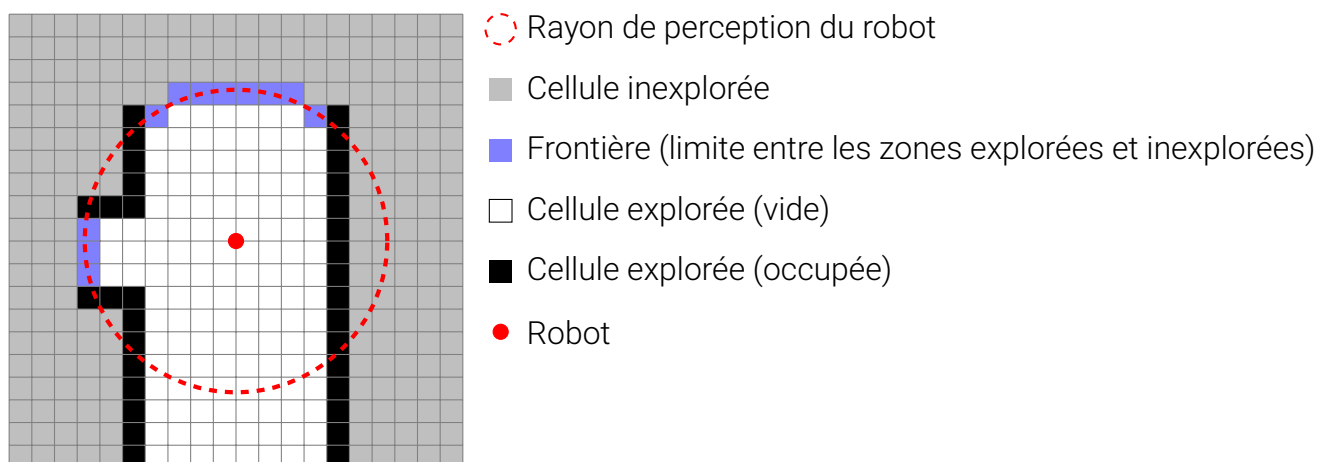 Rayon de perception du robot
Cellule inexplorée
Frontière (limite entre les zones explorées et inexplorées)
Cellule explorée (vide)
Cellule explorée (occupée)
Robot